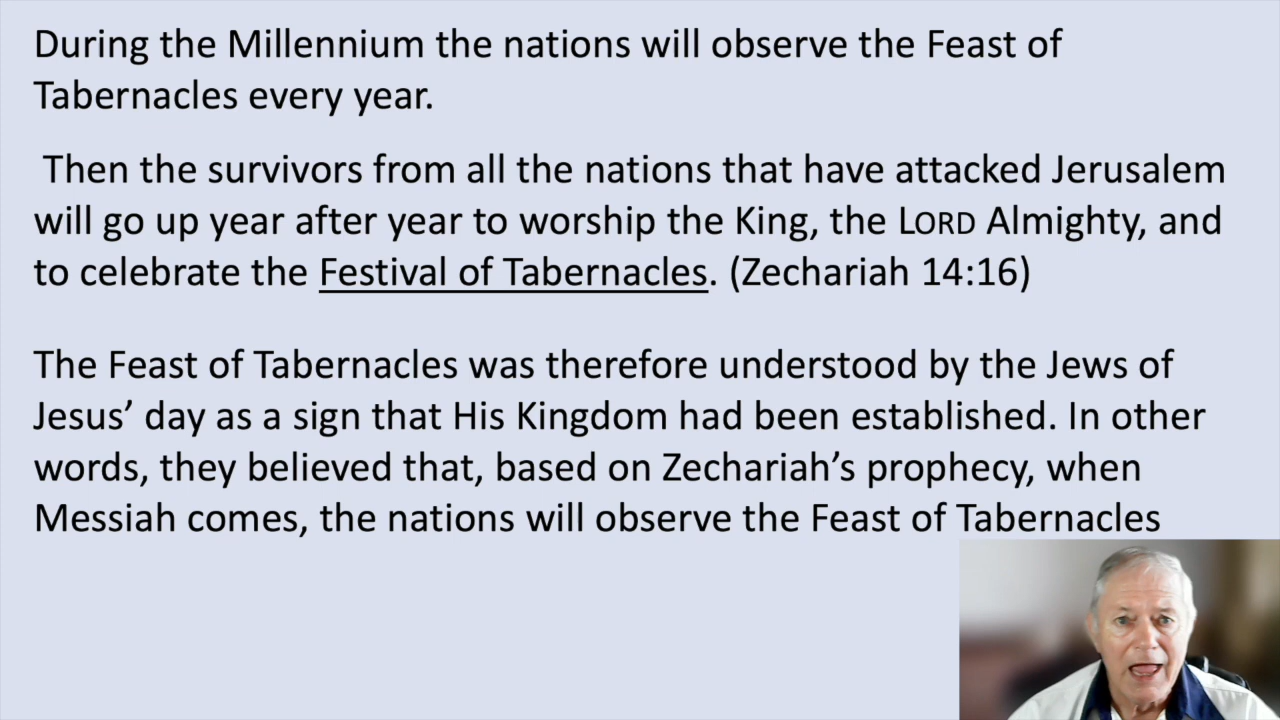 During the Millennium the nations will observe the Feast of
Tabernacles every year.
Then the survivors from all the nations that have attacked Jerusalem
will go up year after year to worship the King, the LORD Almighty, and
to celebrate the Festival of Tabernacles. (Zechariah 14:16)
The Feast of Tabernacles was therefore understood by the Jews of
Jesus’ day as a sign that His Kingdom had been established. In other
words, they believed that, based on Zechariah’s prophecy, when
Messiah comes, the nations will observe the Feast of Tabernacles